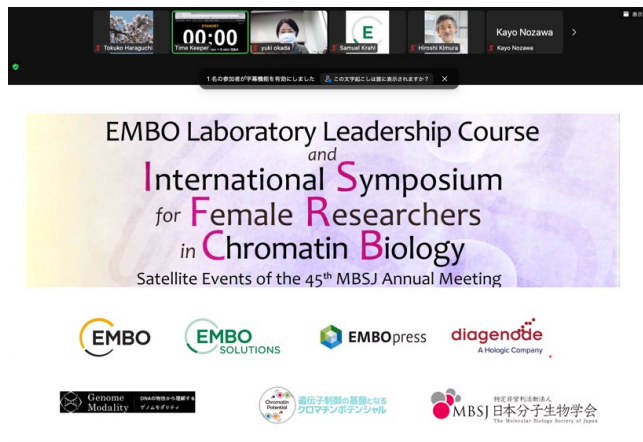 表示
STANDBY
00:00
Kayo Nozawa
Tokuko Haraguchi
Time Keeper
yuki okada
Samuel Krahl
Hiroshi Kimura
Kayo Nozawa
1 名の参加者が字幕機能を有効にしました この文字起こしは誰に表示されますか?
EMBO Laboratory Leadership Course
and
International Symposium
for Female Researchers
in Chromatin Biology
Satellite Events of the 45th MBSJ Annual Meeting
EMBO
EMBO SOLUTIONS
EMBOpress
diagenode
A Hologic Company
Genome Modality
DNAの物性から理解する
ゲノムモダリティ
Chromatin Potential
遺伝子制御の基盤となる
クロマチンポテンシャル
特定非営利活動法人
MBSJ 日本分子生物学会
The Molecular Biology Society of Japan